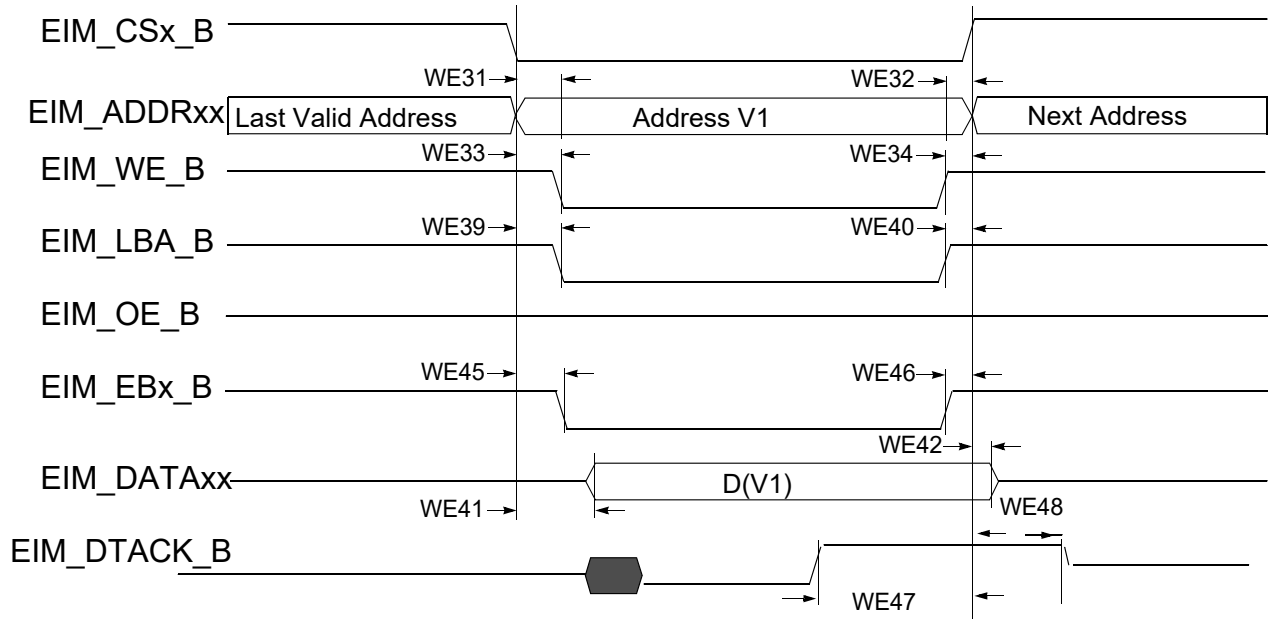 EIM_CSx_B
WE31
WE32
EIM_ADDRxx
Last Valid Address
Address V1
Next Address
WE33
WE34
EIM_WE_B
WE39
WE40
EIM_LBA_B
EIM_OE_B
WE45
WE46
EIM_EBx_B
WE42
EIM_DATAxx
D(V1)
WE41
WE48
EIM_DTACK_B
WE47